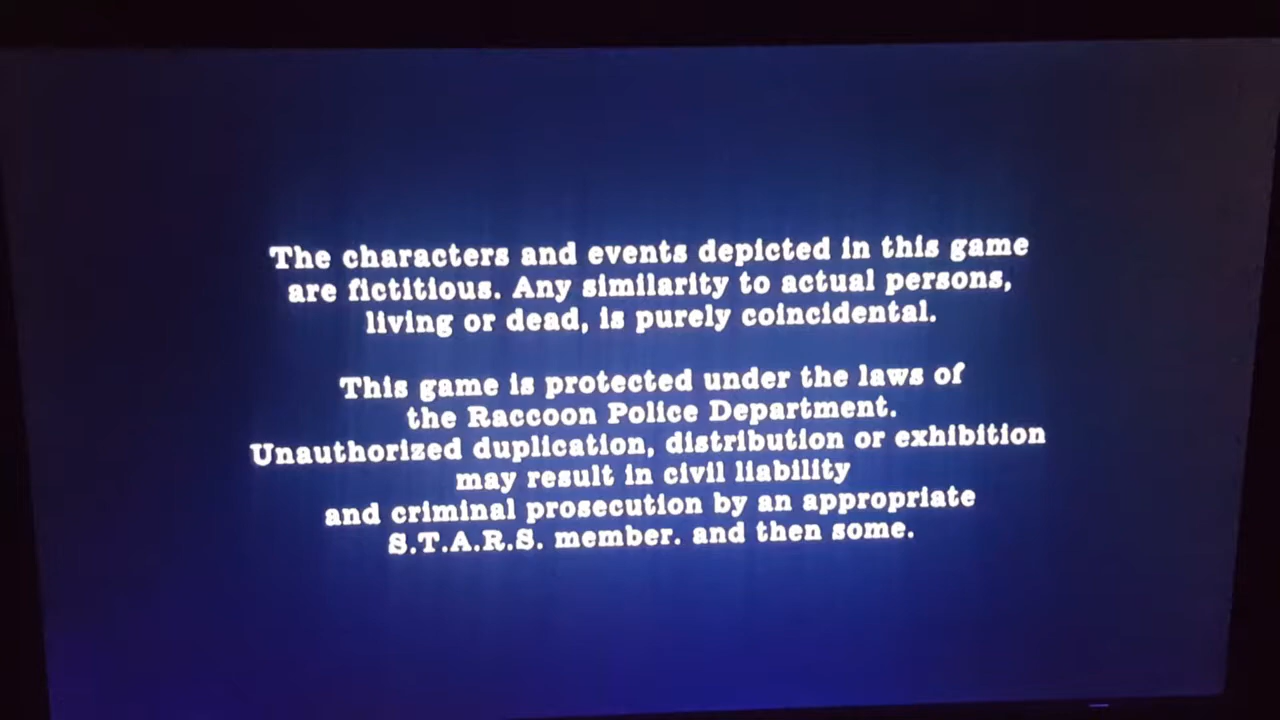 The characters and events depicted in this game
are fictitious. Any similarity to actual persons,
living or dead, is purely coincidental.
This game is protected under the laws of
the Raccoon Police Department.
Unauthorized duplication, distribution or exhibition
may result in civil liability
and criminal prosecution by an appropriate
S.T.A.R.S. member. and then some.